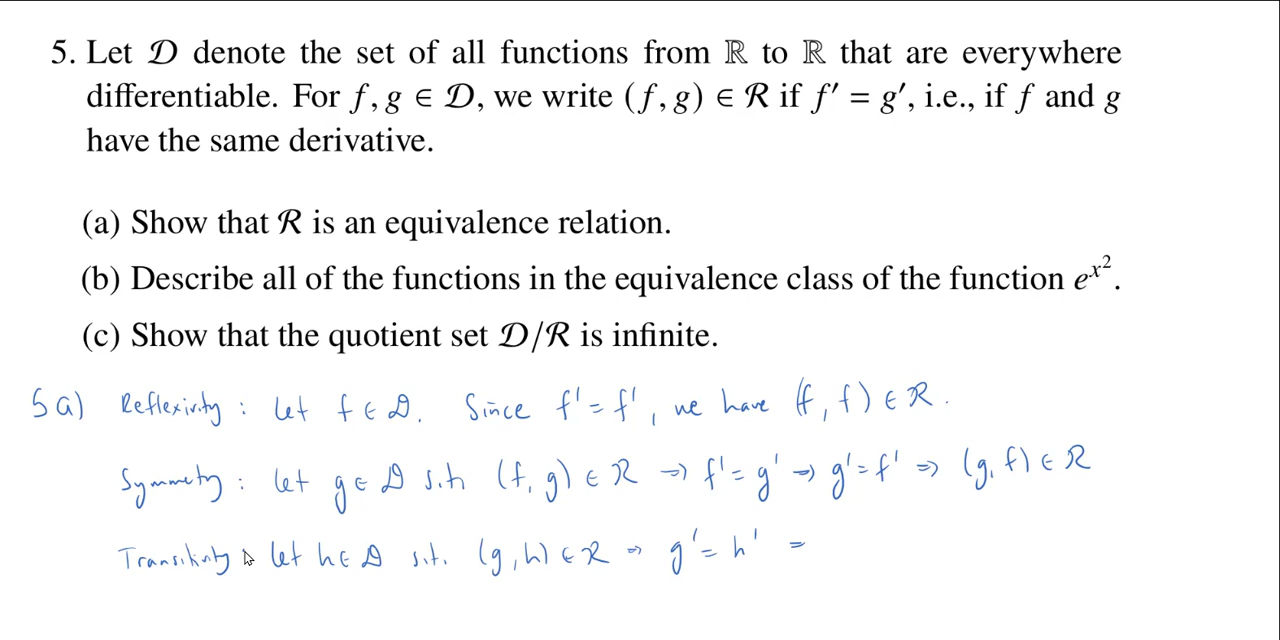 5. Let 𝒟 denote the set of all functions from ℝ to ℝ that are everywhere
differentiable. For f, g ∈ 𝒟, we write (f, g) ∈ ℛ if f′ = g′, i.e., if f and g
have the same derivative.
(a) Show that ℛ is an equivalence relation.
(b) Describe all of the functions in the equivalence class of the function e^{x^2}.
(c) Show that the quotient set 𝒟/ℛ is infinite.
5a) Reflexivity : let f ∈ 𝒟. Since f' = f', we have (f, f) ∈ ℛ.
Symmetry : let g ∈ 𝒟 s.th (f, g) ∈ ℛ ⇒ f' = g' ⇒ g' = f' ⇒ (g, f) ∈ ℛ
Transitivity : let h ∈ 𝒟 s.t. (g, h) ∈ ℛ ⇒ g' = h' =